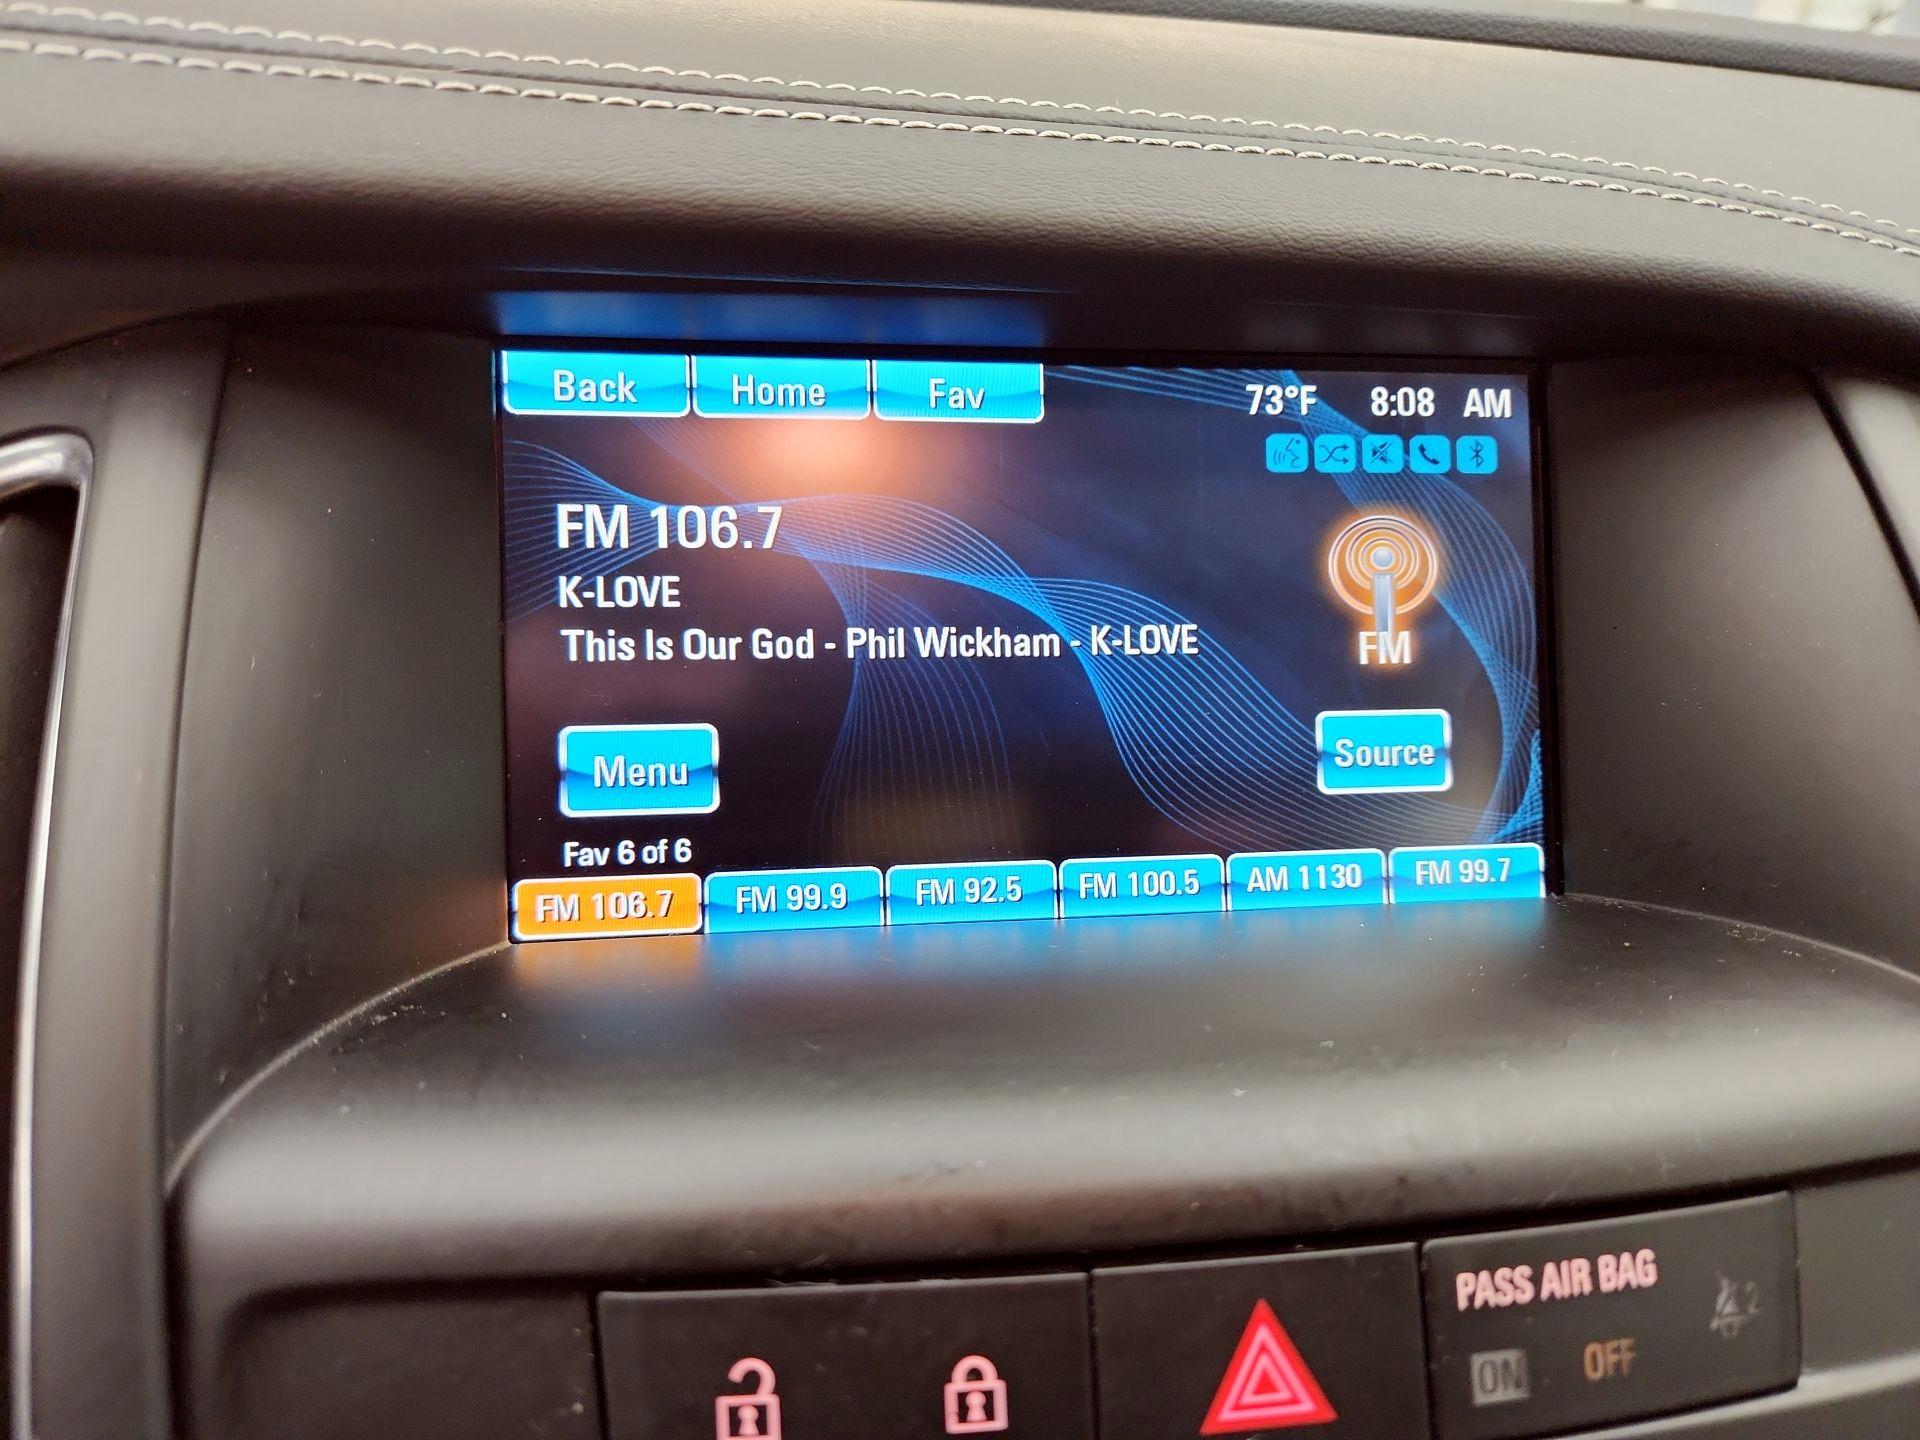 Back Home Fav 73°F 8:08 AM
FM 106.7
K-LOVE
This Is Our God - Phil Wickham - K-LOVE
FM
Menu Source
Fav 6 of 6
FM 106.7 FM 99.9 FM 92.5 FM 100.5 AM 1130 FM 99.7
PASS AIR BAG
ON OFF 2